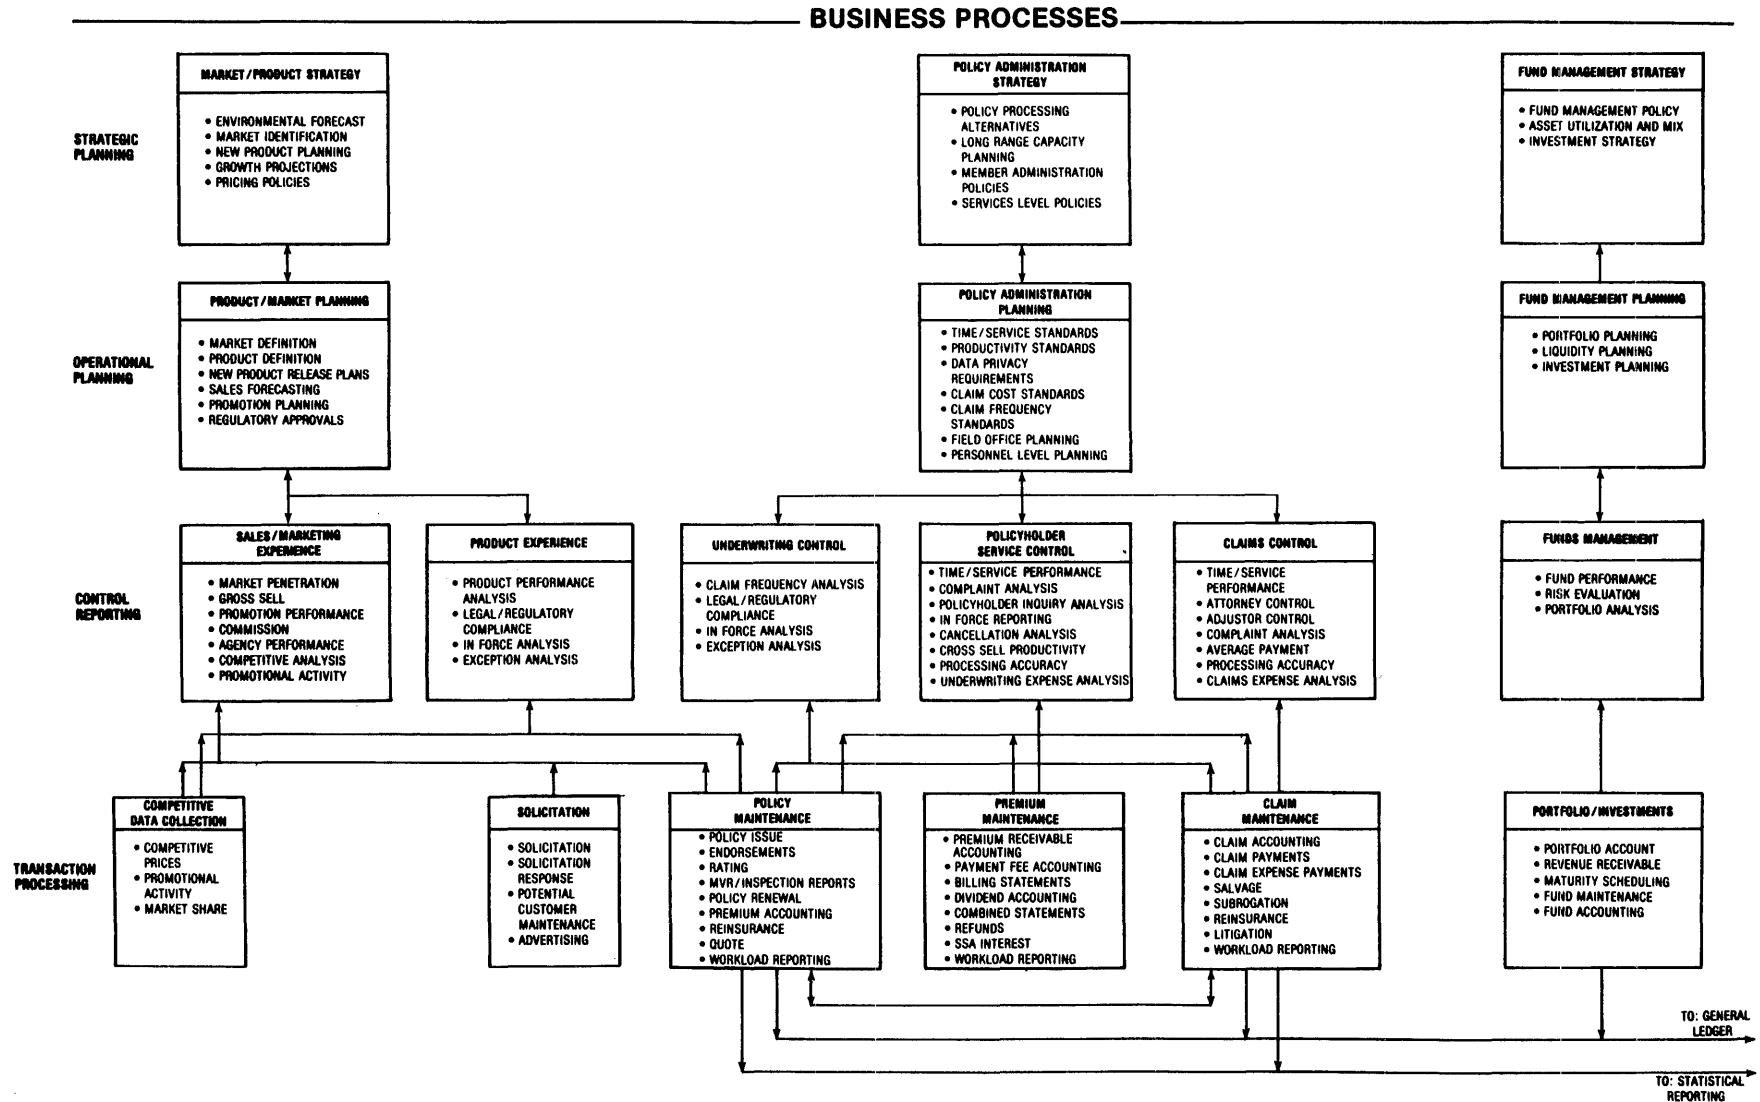 BUSINESS PROCESSES
STRATEGIC
PLANNING
MARKET/PRODUCT STRATEGY
• ENVIRONMENTAL FORECAST
• MARKET IDENTIFICATION
• NEW PRODUCT PLANNING
• GROWTH PROJECTIONS
• PRICING POLICIES
POLICY ADMINISTRATION
STRATEGY
• POLICY PROCESSING
ALTERNATIVES
• LONG RANGE CAPACITY
PLANNING
• MEMBER ADMINISTRATION
POLICIES
• SERVICES LEVEL POLICIES
FUND MANAGEMENT STRATEGY
• FUND MANAGEMENT POLICY
• ASSET UTILIZATION AND MIX
• INVESTMENT STRATEGY
OPERATIONAL
PLANNING
PRODUCT/MARKET PLANNING
• MARKET DEFINITION
• PRODUCT DEFINITION
• NEW PRODUCT RELEASE PLANS
• SALES FORECASTING
• PROMOTION PLANNING
• REGULATORY APPROVALS
POLICY ADMINISTRATION
PLANNING
• TIME/SERVICE STANDARDS
• PRODUCTIVITY STANDARDS
• DATA PRIVACY
REQUIREMENTS
• CLAIM COST STANDARDS
• CLAIM FREQUENCY
STANDARDS
• FIELD OFFICE PLANNING
• PERSONNEL LEVEL PLANNING
FUND MANAGEMENT PLANNING
• PORTFOLIO PLANNING
• LIQUIDITY PLANNING
• INVESTMENT PLANNING
CONTROL
REPORTING
SALES/MARKETING
EXPERIENCE
• MARKET PENETRATION
• GROSS SELL
• PROMOTION PERFORMANCE
• COMMISSION
• AGENCY PERFORMANCE
• COMPETITIVE ANALYSIS
• PROMOTIONAL ACTIVITY
PRODUCT EXPERIENCE
• PRODUCT PERFORMANCE
ANALYSIS
• LEGAL/REGULATORY
COMPLIANCE
• IN FORCE ANALYSIS
• EXCEPTION ANALYSIS
UNDERWRITING CONTROL
• CLAIM FREQUENCY ANALYSIS
• LEGAL/REGULATORY
COMPLIANCE
• IN FORCE ANALYSIS
• EXCEPTION ANALYSIS
POLICYHOLDER
SERVICE CONTROL
• TIME/SERVICE PERFORMANCE
• COMPLAINT ANALYSIS
• POLICYHOLDER INQUIRY ANALYSIS
• IN FORCE REPORTING
• CANCELLATION ANALYSIS
• CROSS SELL PRODUCTIVITY
• PROCESSING ACCURACY
• UNDERWRITING EXPENSE ANALYSIS
CLAIMS CONTROL
• TIME/SERVICE
PERFORMANCE
• ATTORNEY CONTROL
• ADJUSTOR CONTROL
• COMPLAINT ANALYSIS
• AVERAGE PAYMENT
• PROCESSING ACCURACY
• CLAIMS EXPENSE ANALYSIS
FUNDS MANAGEMENT
• FUND PERFORMANCE
• RISK EVALUATION
• PORTFOLIO ANALYSIS
TRANSACTION
PROCESSING
COMPETITIVE
DATA COLLECTION
• COMPETITIVE
PRICES
• PROMOTIONAL
ACTIVITY
• MARKET SHARE
SOLICITATION
• SOLICITATION
• SOLICITATION
RESPONSE
• POTENTIAL
CUSTOMER
MAINTENANCE
• ADVERTISING
POLICY
MAINTENANCE
• POLICY ISSUE
• ENDORSEMENTS
• RATING
• MVR/INSPECTION REPORTS
• POLICY RENEWAL
• PREMIUM ACCOUNTING
• REINSURANCE
• QUOTE
• WORKLOAD REPORTING
PREMIUM
MAINTENANCE
• PREMIUM RECEIVABLE
ACCOUNTING
• PAYMENT FEE ACCOUNTING
• BILLING STATEMENTS
• DIVIDEND ACCOUNTING
• COMBINED STATEMENTS
• REFUNDS
• SSA INTEREST
• WORKLOAD REPORTING
CLAIM
MAINTENANCE
• CLAIM ACCOUNTING
• CLAIM PAYMENTS
• CLAIM EXPENSE PAYMENTS
• SALVAGE
• SUBROGATION
• REINSURANCE
• LITIGATION
• WORKLOAD REPORTING
PORTFOLIO/INVESTMENTS
• PORTFOLIO ACCOUNT
• REVENUE RECEIVABLE
• MATURITY SCHEDULING
• FUND MAINTENANCE
• FUND ACCOUNTING
TO: GENERAL
LEDGER
TO: STATISTICAL
REPORTING